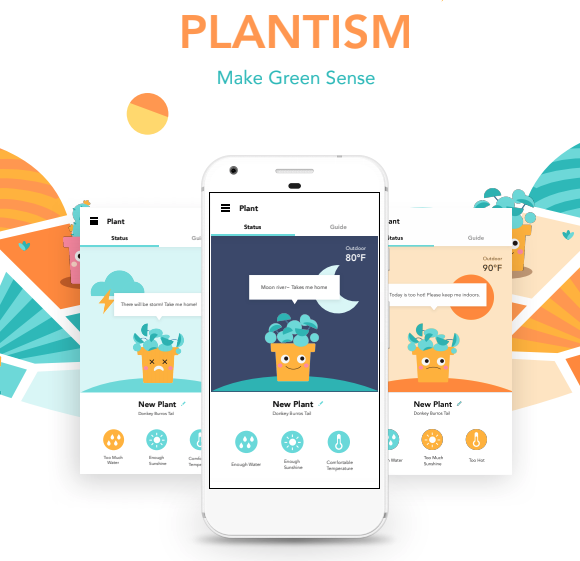 PLANTISM
Make Green Sense
Plant
Status
Gui
There will be storm! Take me home!
New Plant
Donkey Burros Tail
Too Much
Water
Enough
Sunshine
Comfo
Temper
Plant
Status
Guide
Outdoor
80°F
Moon river~ Takes me home
New Plant
Donkey Burros Tail
Enough Water
Enough
Sunshine
Comfortable
Temperature
ant
Status
Guide
Outdoor
90°F
Today is too hot! Please keep me indoors.
New Plant
Donkey Burros Tail
Water
Too Much
Sunshine
Too Hot